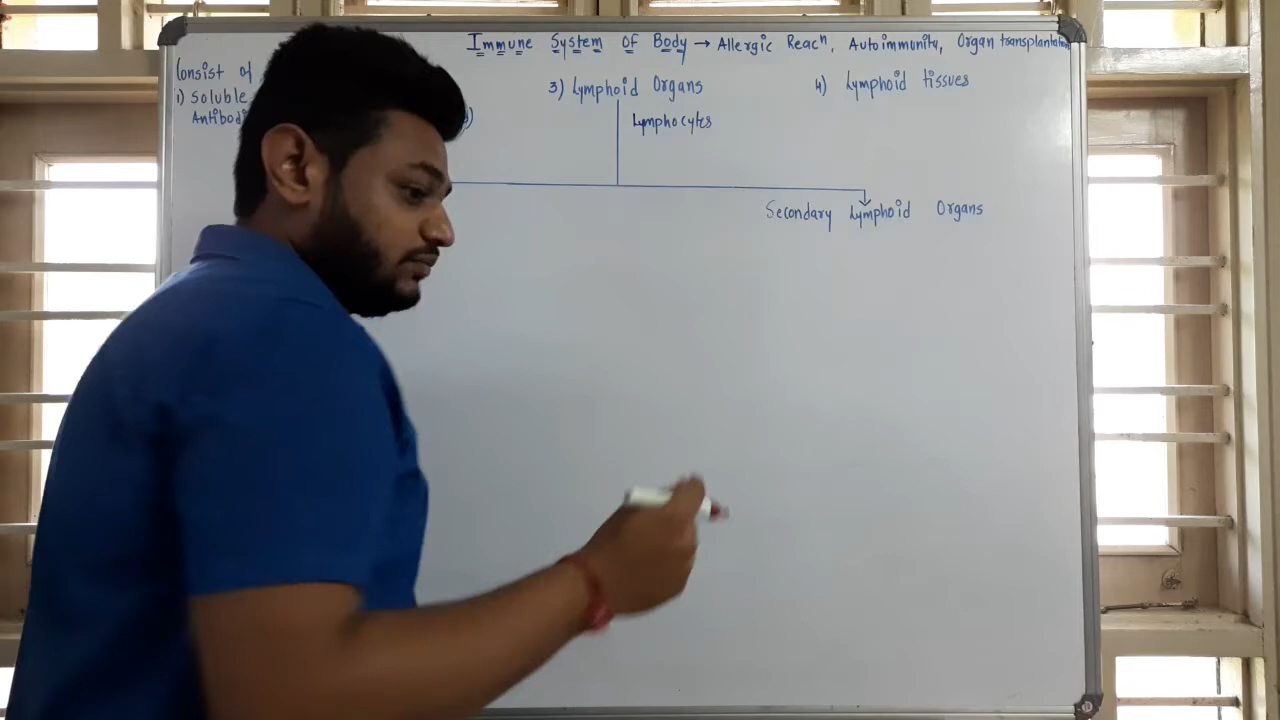 Immune System Of Body → Allergic Reacⁿ, Autoimmunity, Organ transplantation
Consist of
1) Soluble
3) Lymphoid Organs
4) Lymphoid tissues
Lymphocytes
Secondary Lymphoid Organs